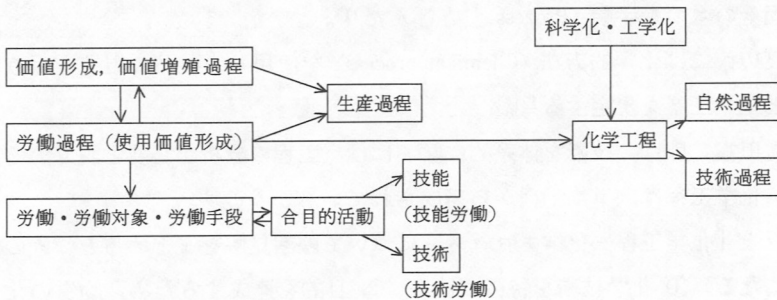 科学化・工学化
価値形成，価値増殖過程
生産過程
自然過程
労働過程（使用価値形成）
化学工程
技術過程
技能
労働・労働対象・労働手段
合目的活動
（技能労働）
技術
（技術労働）